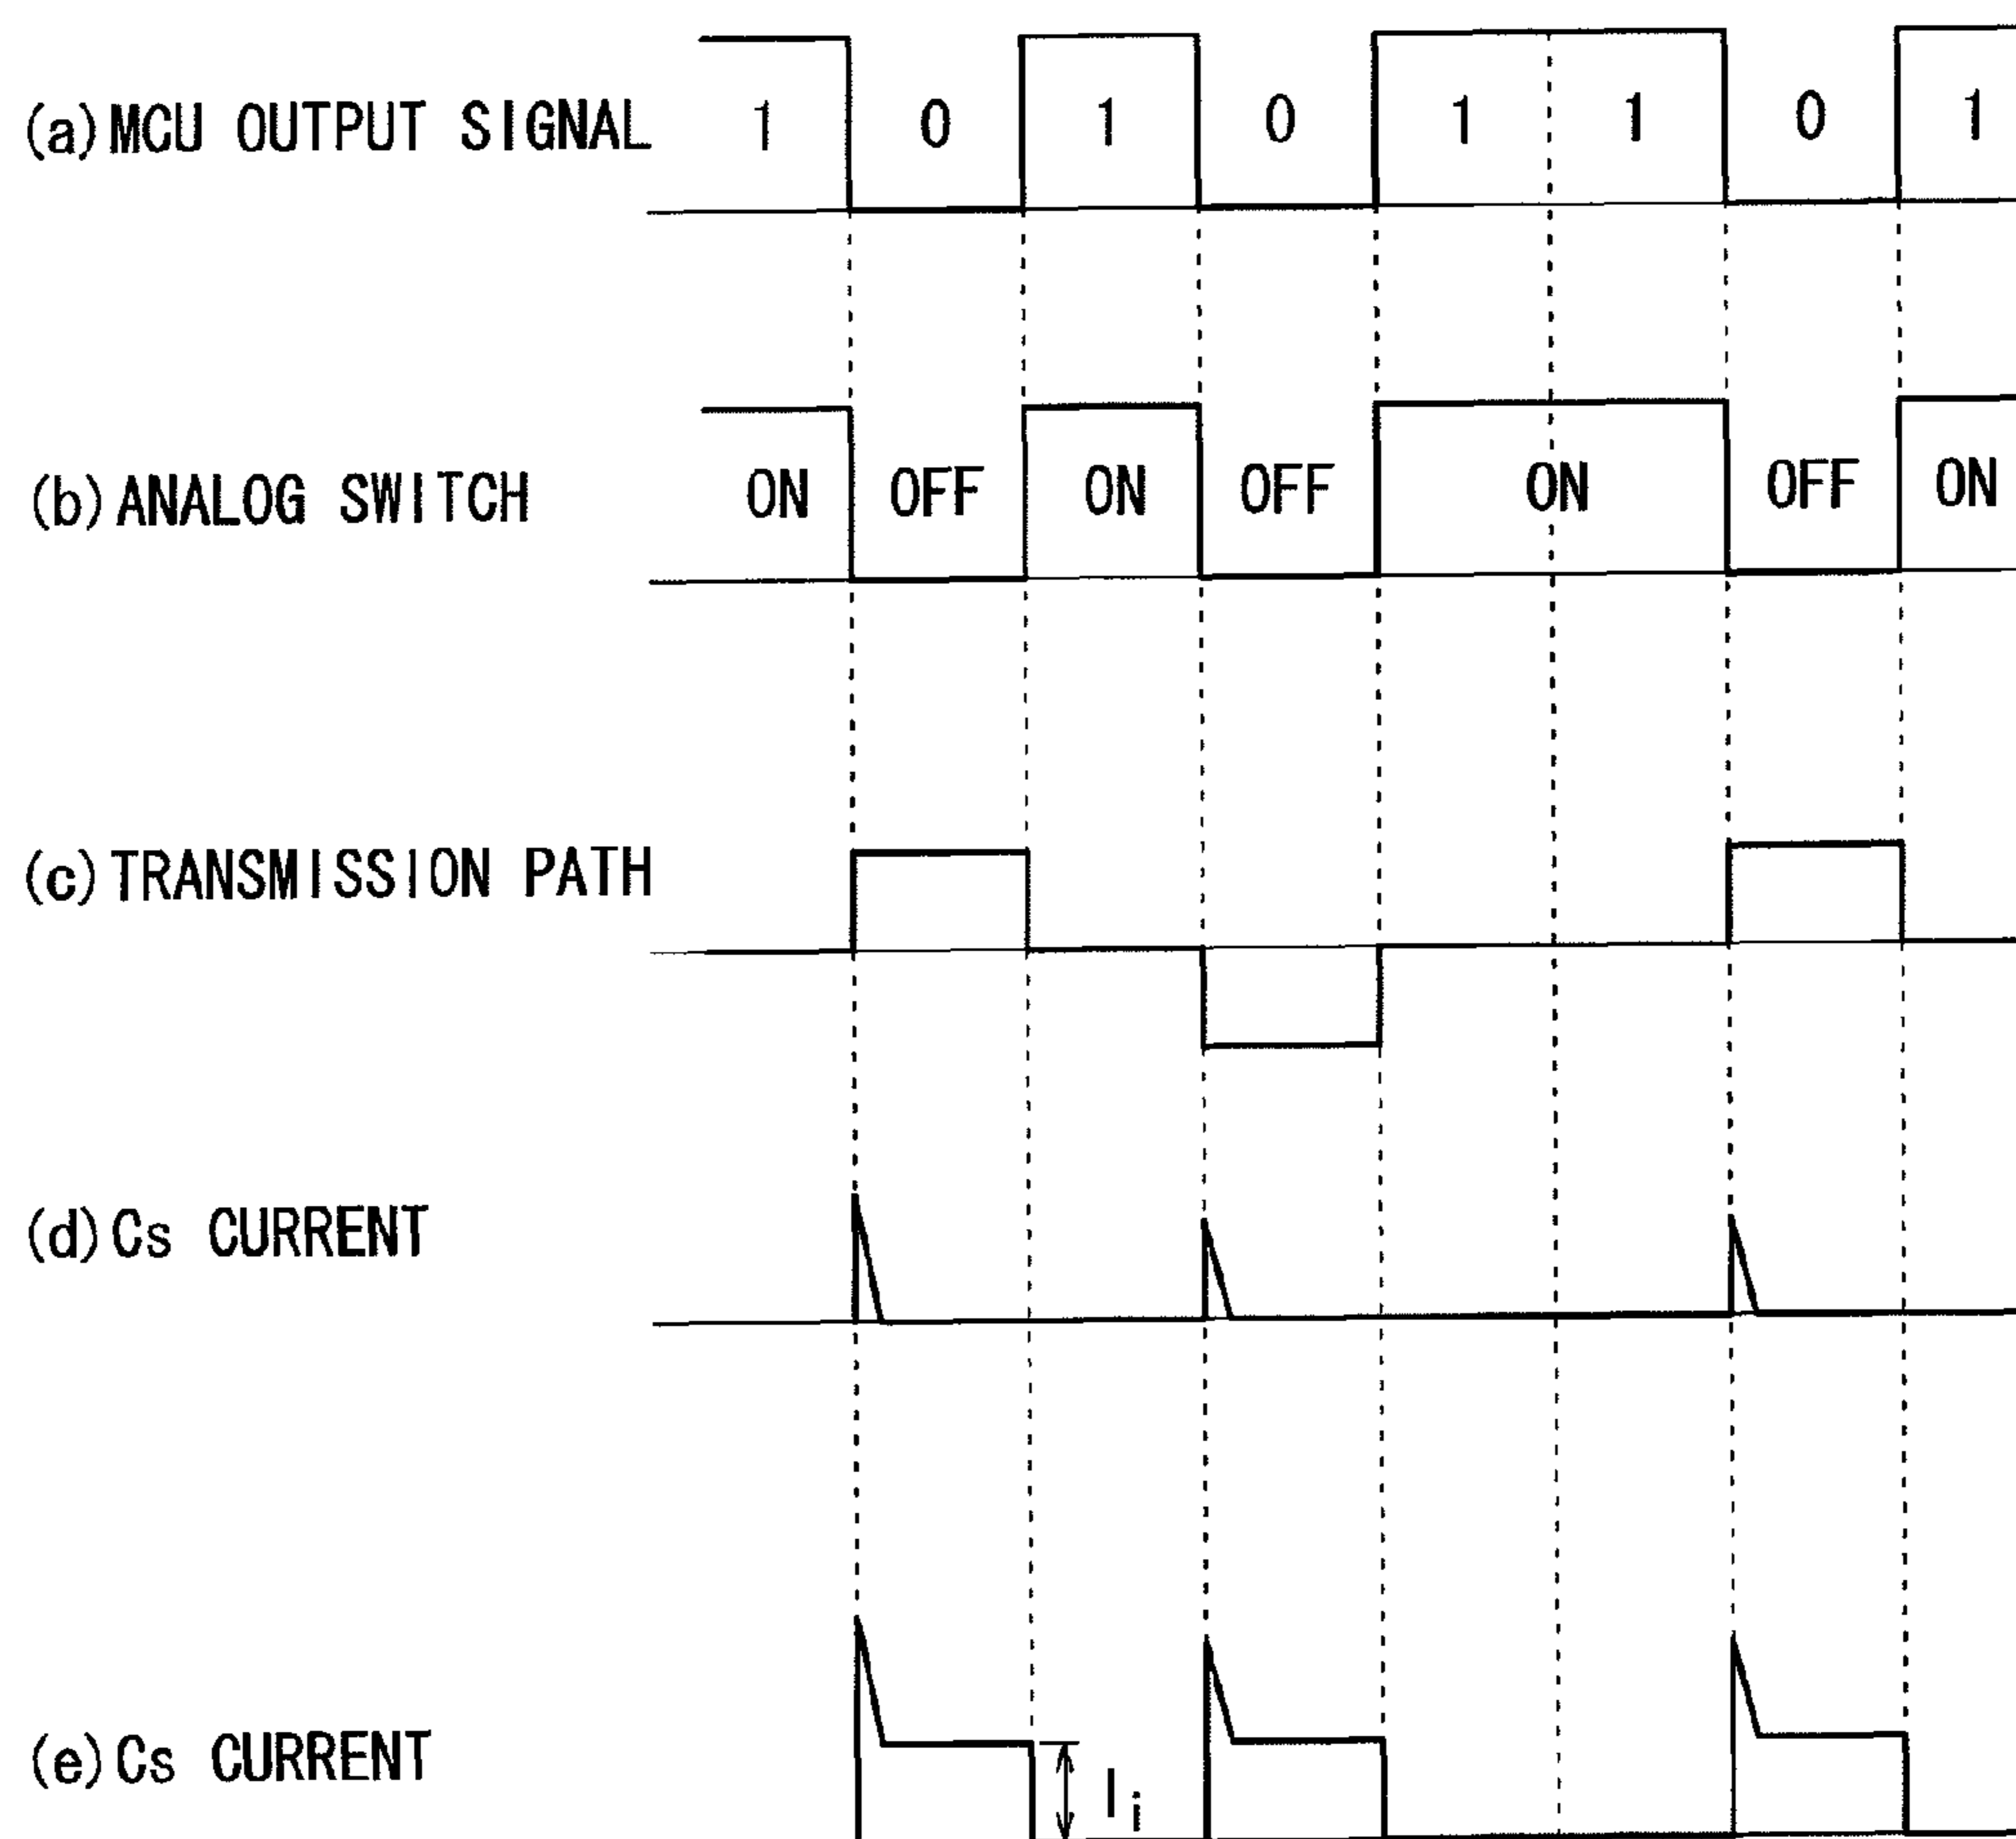 (a) MCU OUTPUT SIGNAL 1 0 1 0 1 1 0 1
(b) ANALOG SWITCH ON OFF ON OFF ON OFF ON
(c) TRANSMISSION PATH
(d) Cs CURRENT
(e) Cs CURRENT
Ii